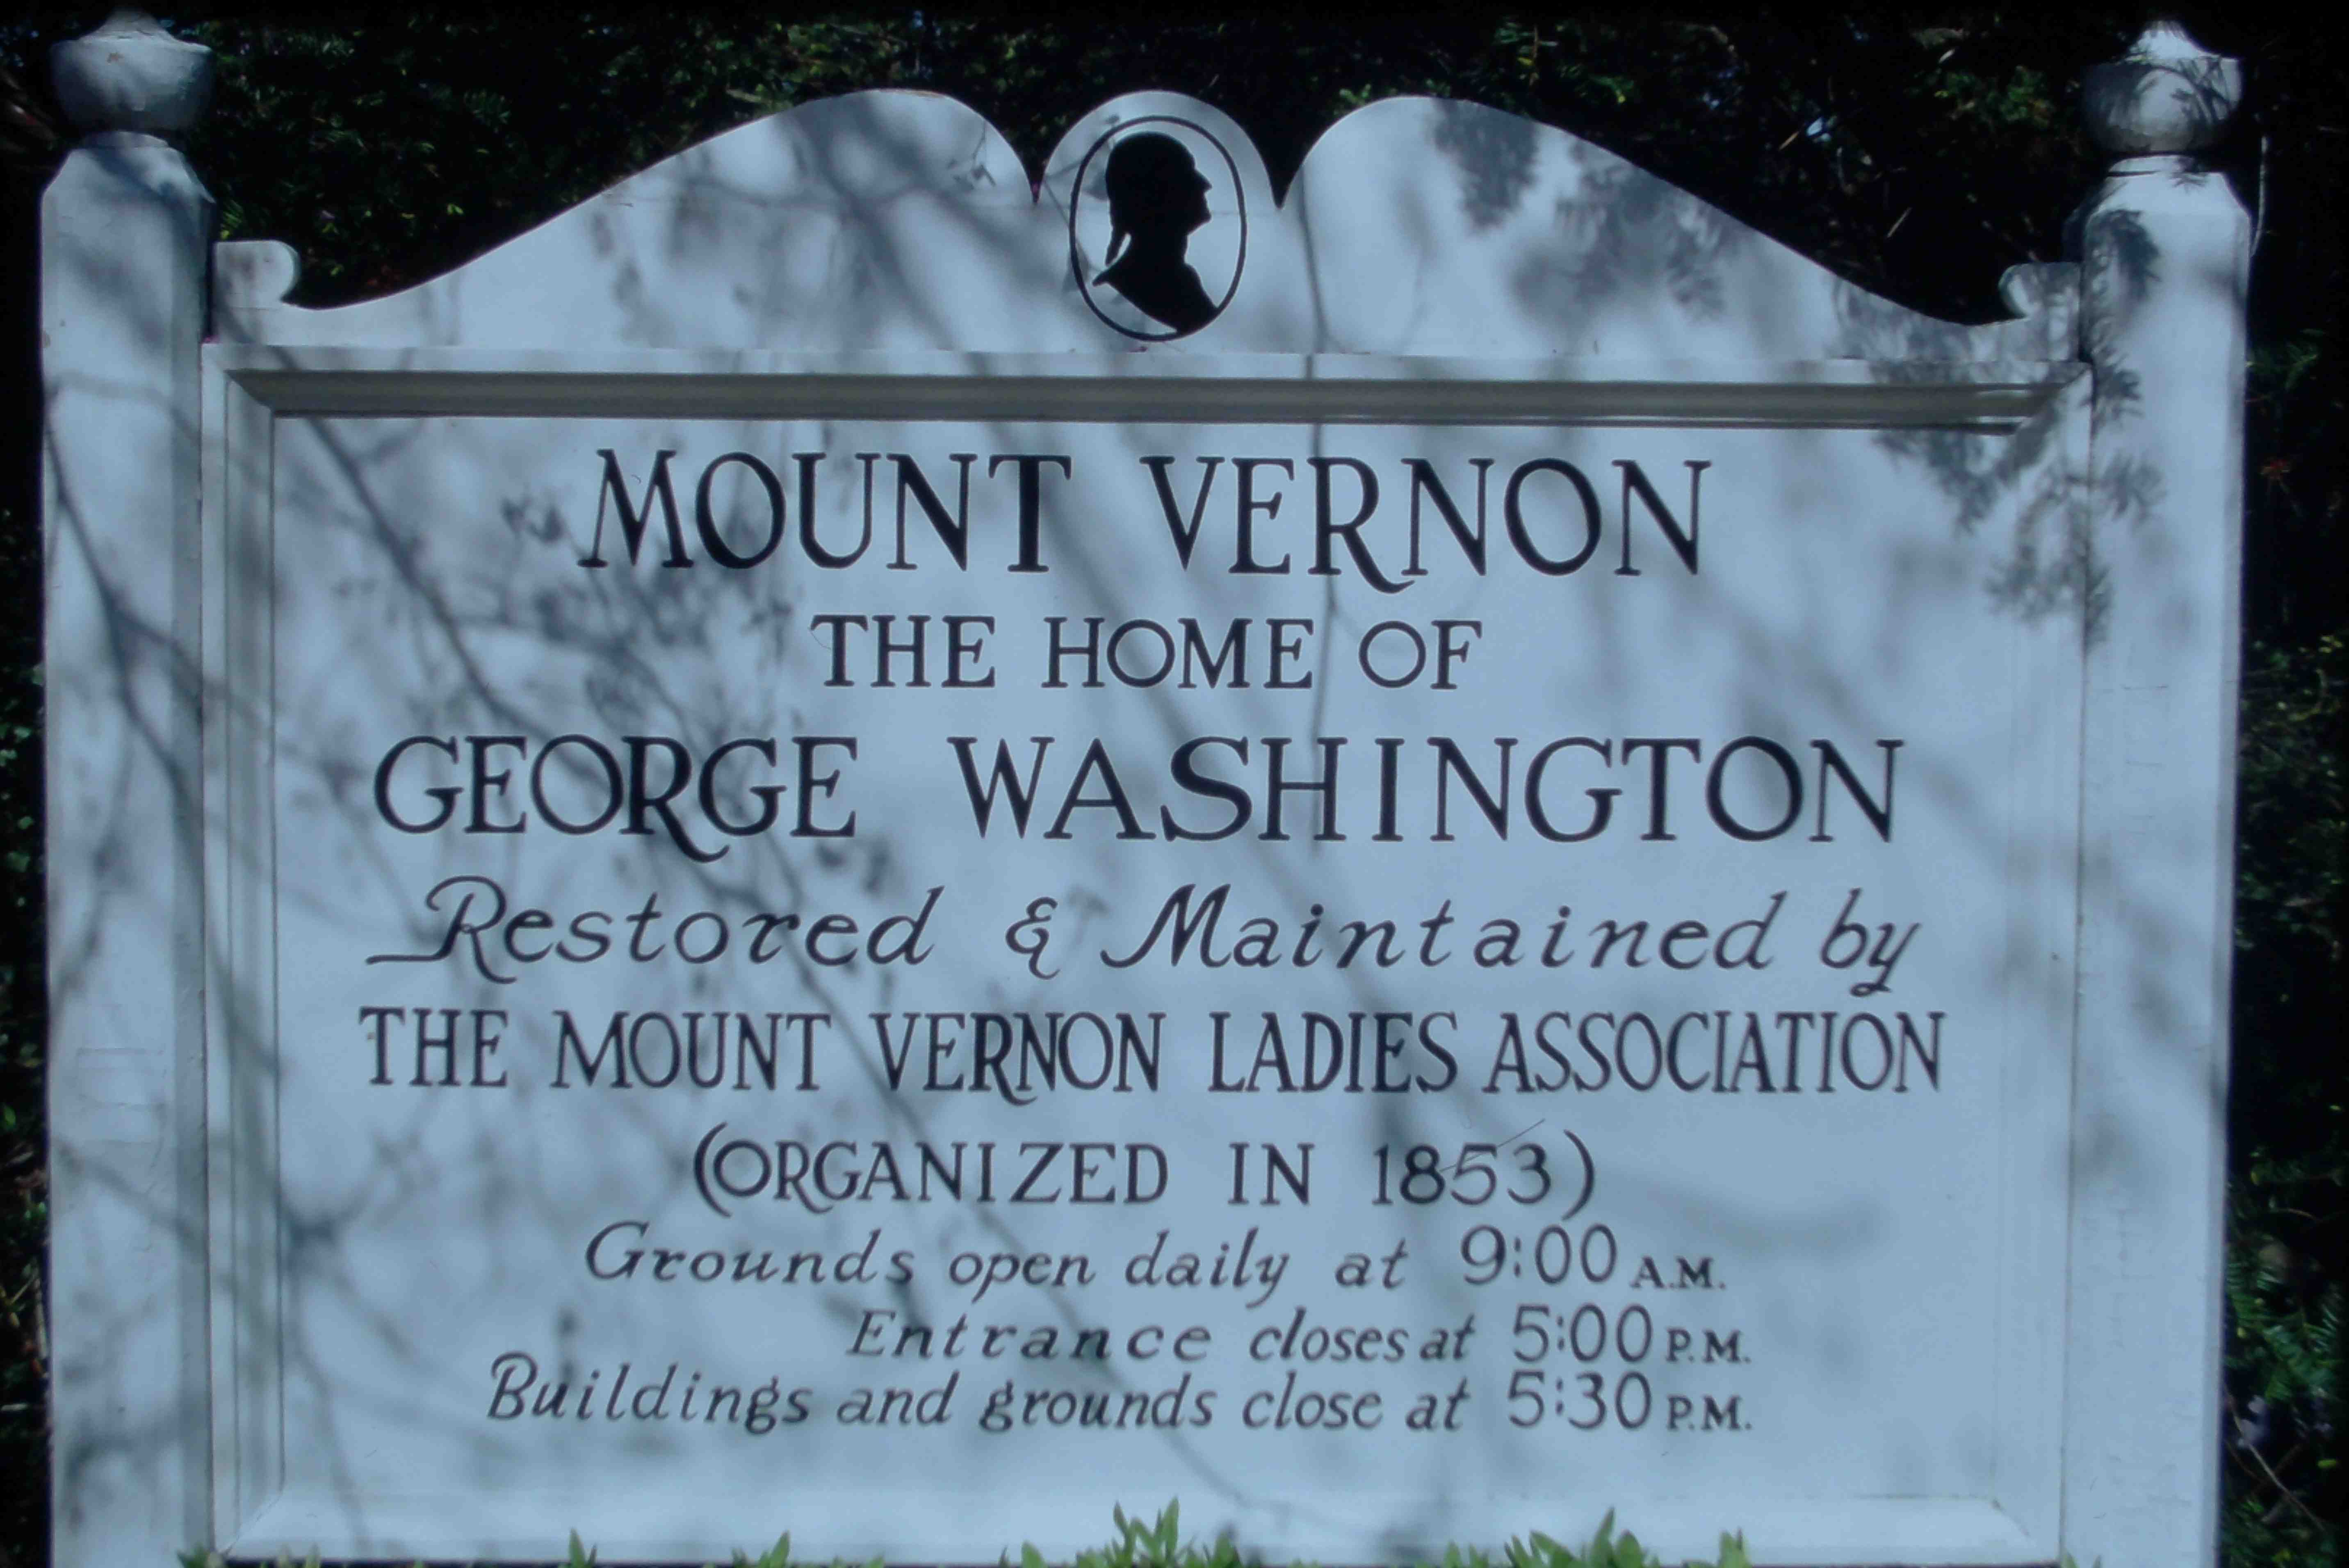 MOUNT VERNON
THE HOME OF
GEORGE WASHINGTON
Restored & Maintained by
THE MOUNT VERNON LADIES ASSOCIATION
(ORGANIZED IN 1853)
Grounds open daily at 9:00 A.M.
Entrance closes at 5:00 P.M.
Buildings and grounds close at 5:30 P.M.